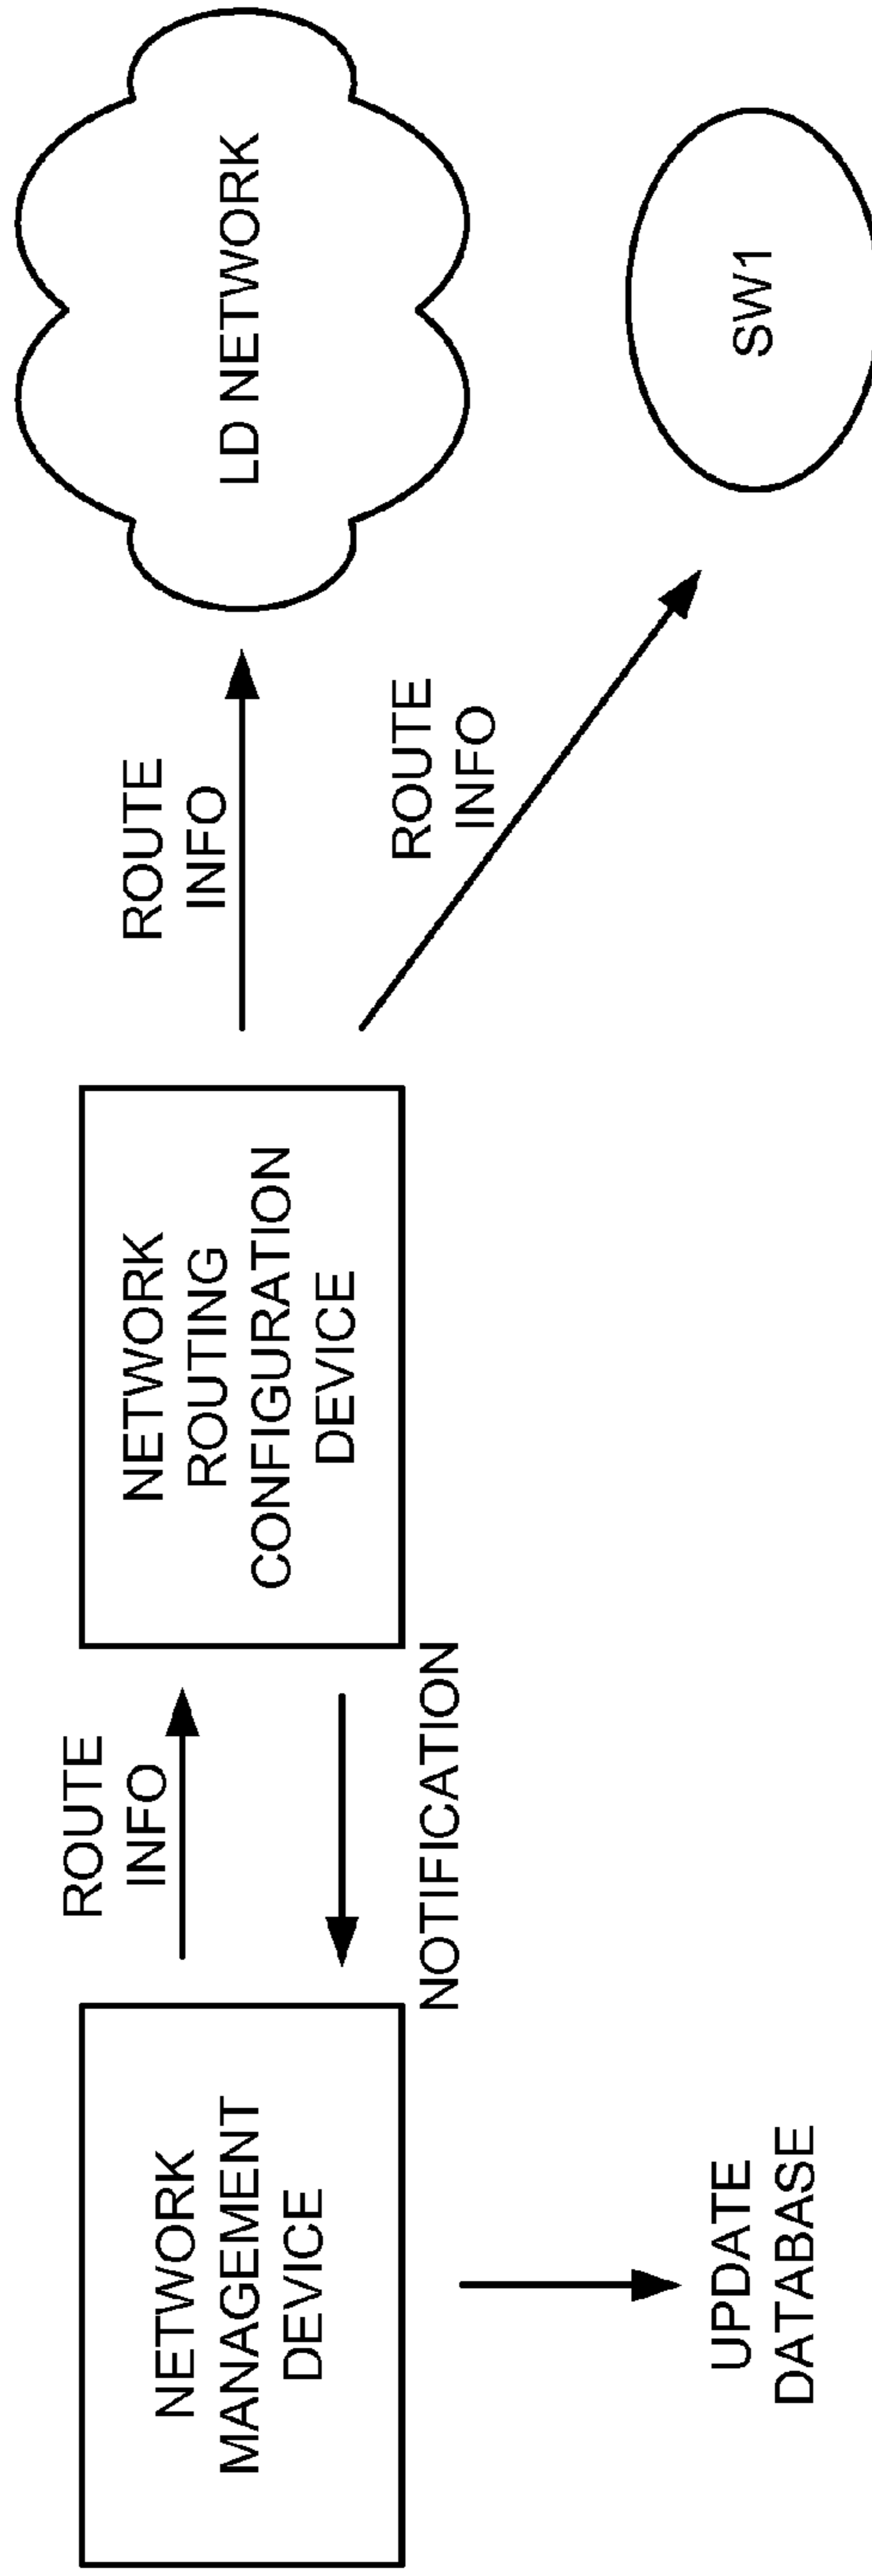 NETWORK
MANAGEMENT
DEVICE
UPDATE
DATABASE
ROUTE
INFO
NOTIFICATION
NETWORK
ROUTING
CONFIGURATION
DEVICE
ROUTE
INFO
ROUTE
INFO
LD NETWORK
SW1